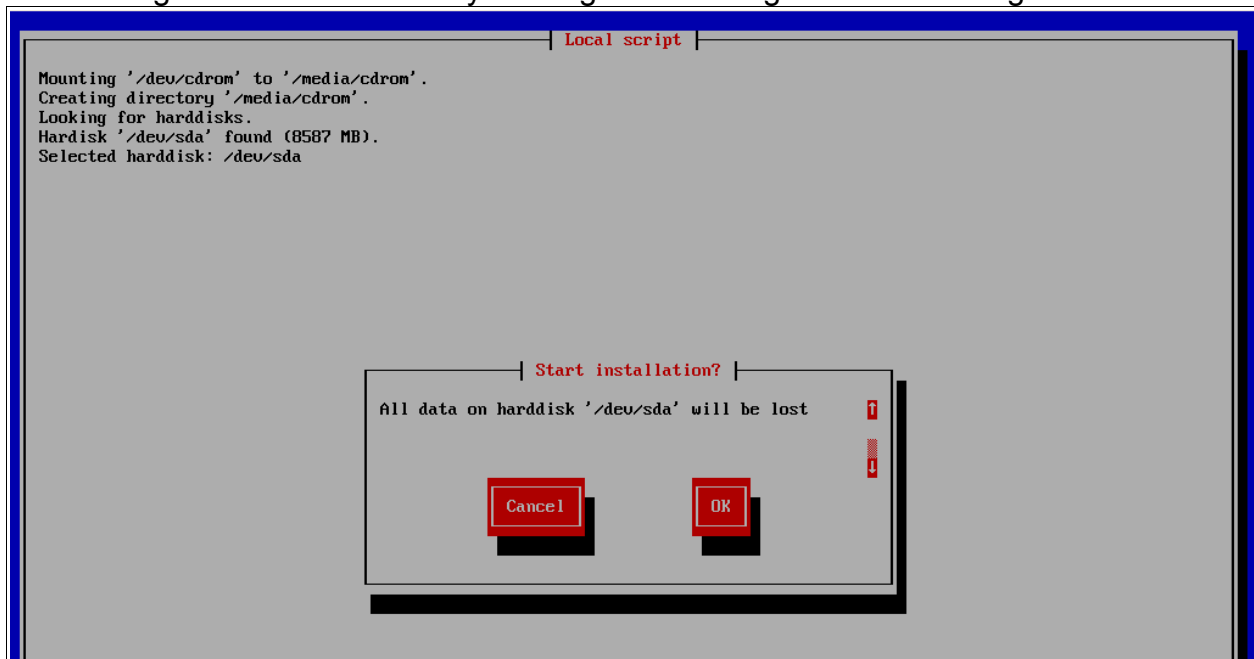 Local script
Mounting '/dev/cdrom' to '/media/cdrom'.
Creating directory '/media/cdrom'.
Looking for harddisks.
Hardisk '/dev/sda' found (8587 MB).
Selected harddisk: /dev/sda
Start installation?
All data on harddisk '/dev/sda' will be lost
Cancel OK